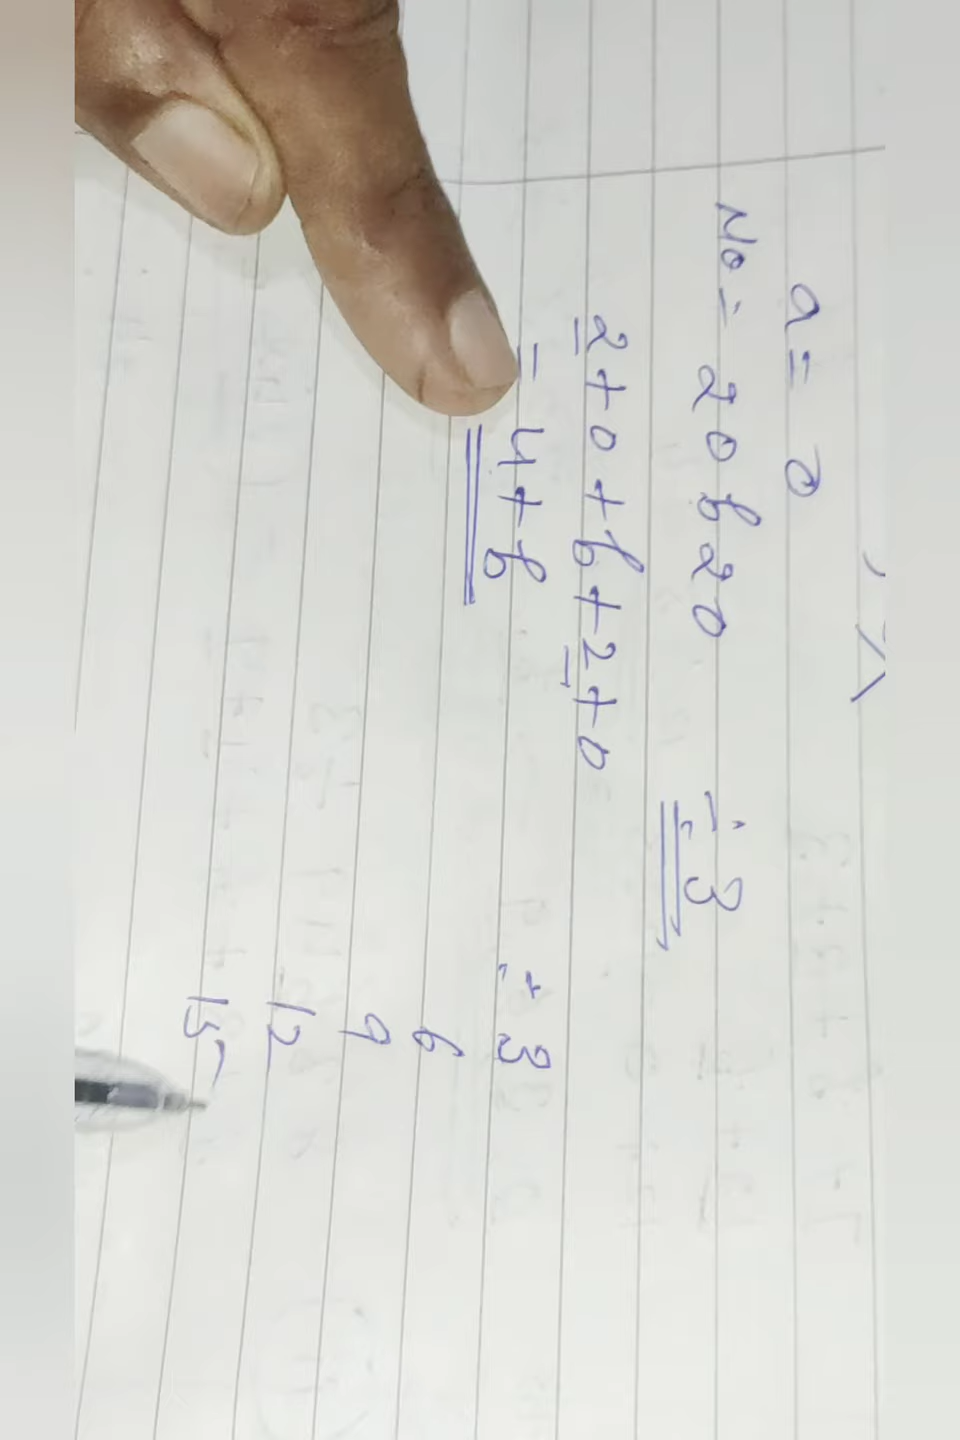 a = 0
No = 20b20 ÷ 3
2+0+b+2+0
= 4+b ÷ 3
6
9
12
15